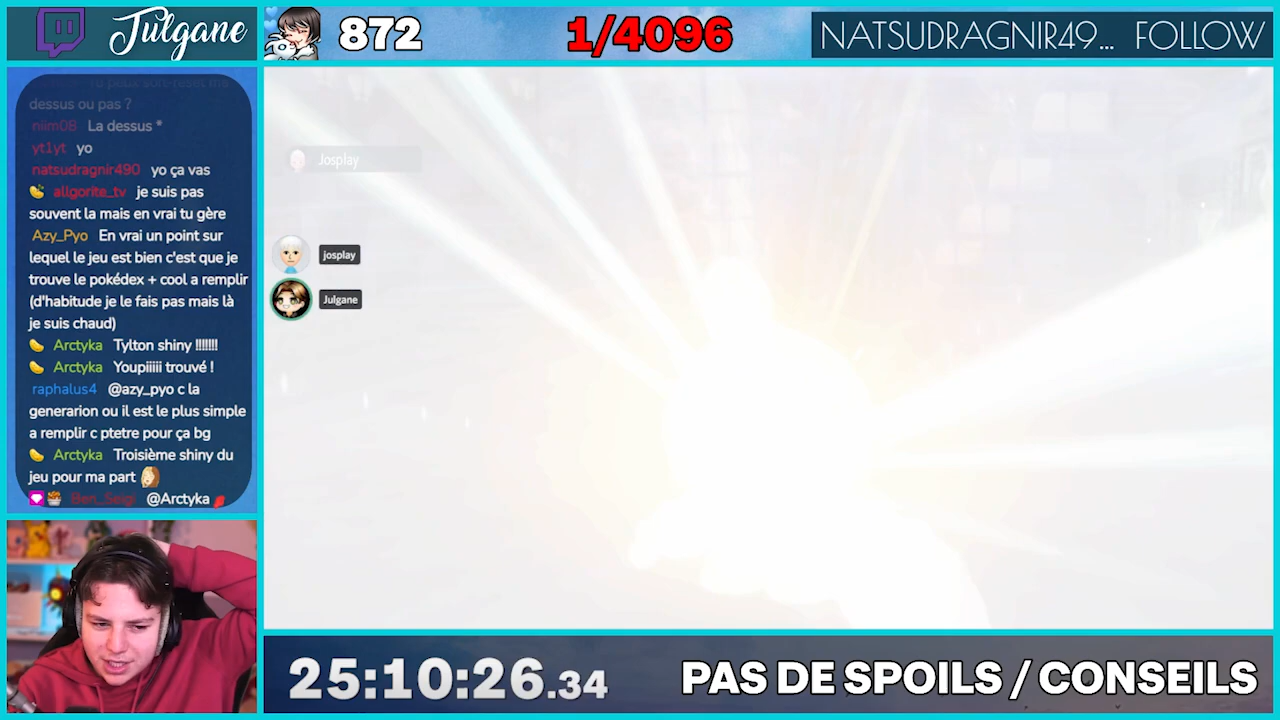 Julgane
872
1/4096
NATSUDRAGNIR49... FOLLOW
dessus ou pas ?
niim0B La dessus *
yt1yt yo
natsudragnir490 yo ça vas
allgorite_tv je suis pas
souvent la mais en vrai tu gère
Azy_Pyo En vrai un point sur
lequel le jeu est bien c'est que je
trouve le pokédex + cool a remplir
(d'habitude je le fais pas mais là
je suis chaud)
Arctyka Tylton shiny !!!!!!!
Arctyka Youpiiiii trouvé !
raphalus4 @azy_pyo c la
generarion ou il est le plus simple
a remplir c ptetre pour ça bg
Arctyka Troisième shiny du
jeu pour ma part
@Arctyka
Josplay
josplay
Julgane
25:10:26.34
PAS DE SPOILS / CONSEILS